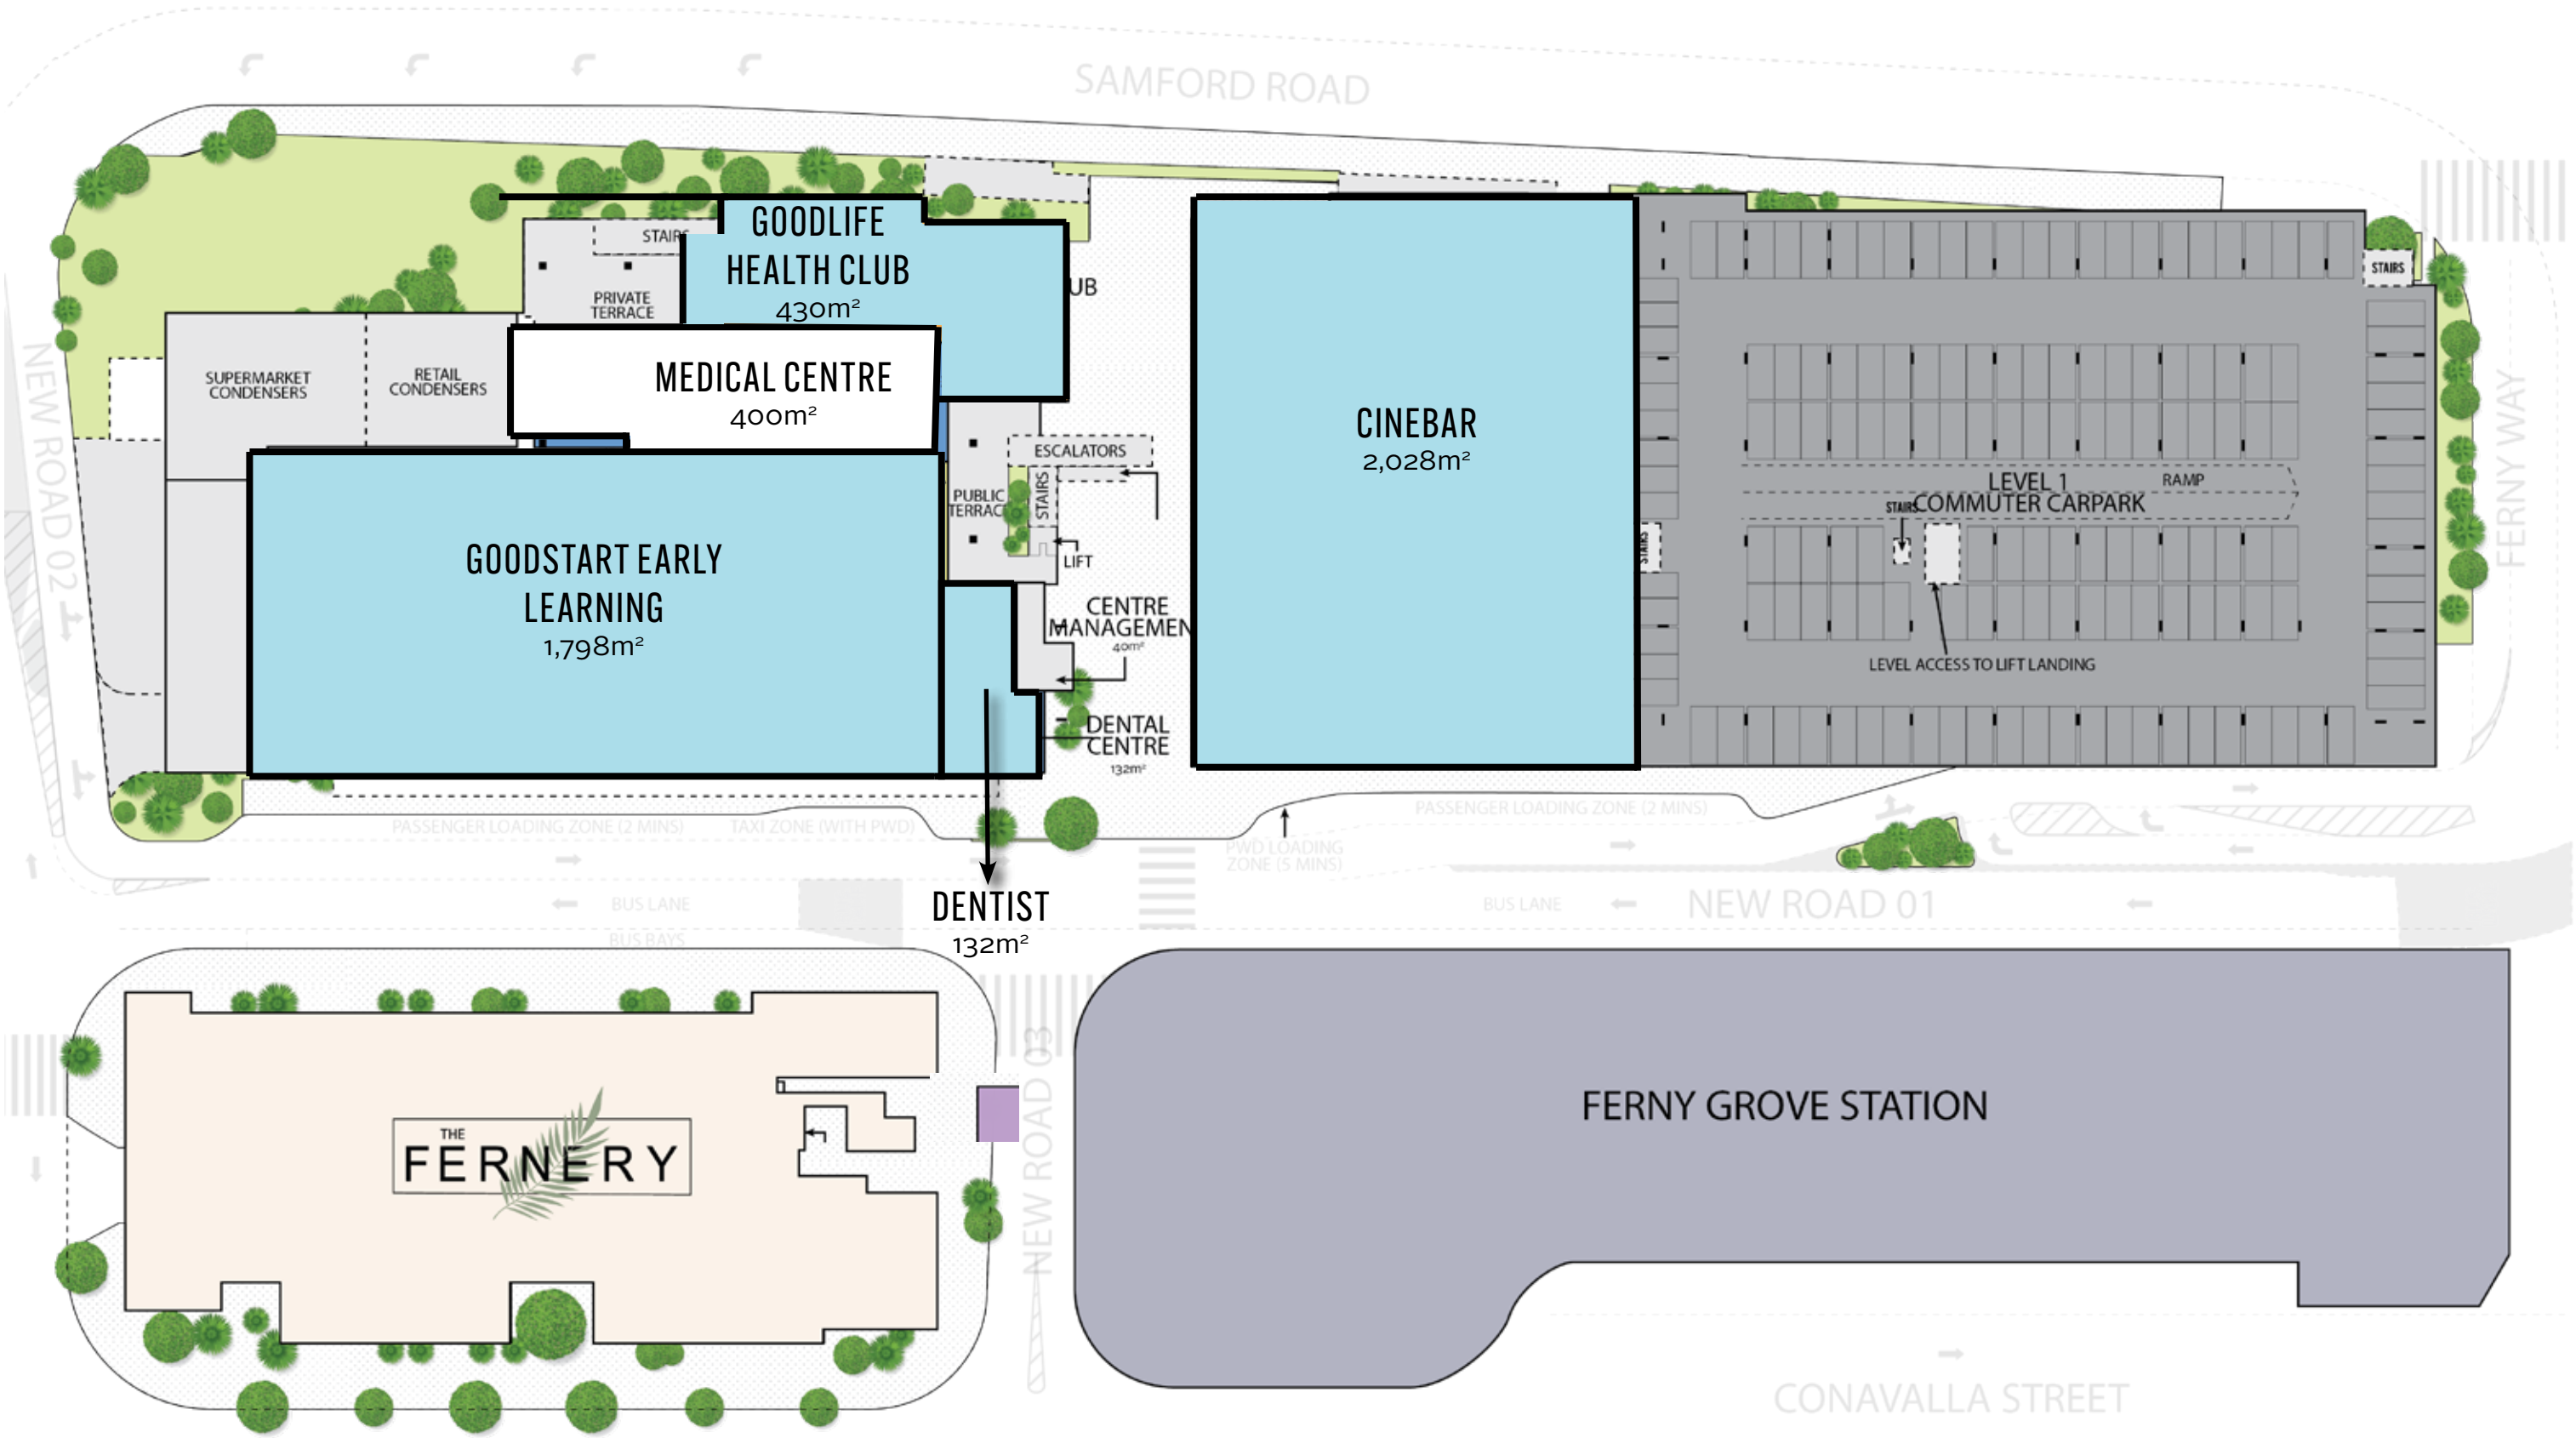 SAMFORD ROAD
GOODLIFE
HEALTH CLUB
430m²
STAIRS
PRIVATE
TERRACE
UB
STAIRS
SUPERMARKET
CONDENSERS
RETAIL
CONDENSERS
MEDICAL CENTRE
400m²
NEW ROAD 02
FERNY WAY
CINEBAR
2,028m²
ESCALATORS
PUBLIC
TERRAC
STAIRS
LIFT
LEVEL 1
COMMUTER CARPARK
RAMP
STAIRS
STAIRS
LEVEL ACCESS TO LIFT LANDING
GOODSTART EARLY
LEARNING
1,798m²
CENTRE
MANAGEMEN
40m²
DENTAL
CENTRE
132m²
PASSENGER LOADING ZONE (2 MINS)
TAXI ZONE (WITH PWD)
PASSENGER LOADING ZONE (2 MINS)
PWD LOADING
ZONE (5 MINS)
BUS LANE
BUS BAYS
DENTIST
132m²
BUS LANE
NEW ROAD 01
NEW ROAD 03
THE
FERNERY
FERNY GROVE STATION
CONAVALLA STREET